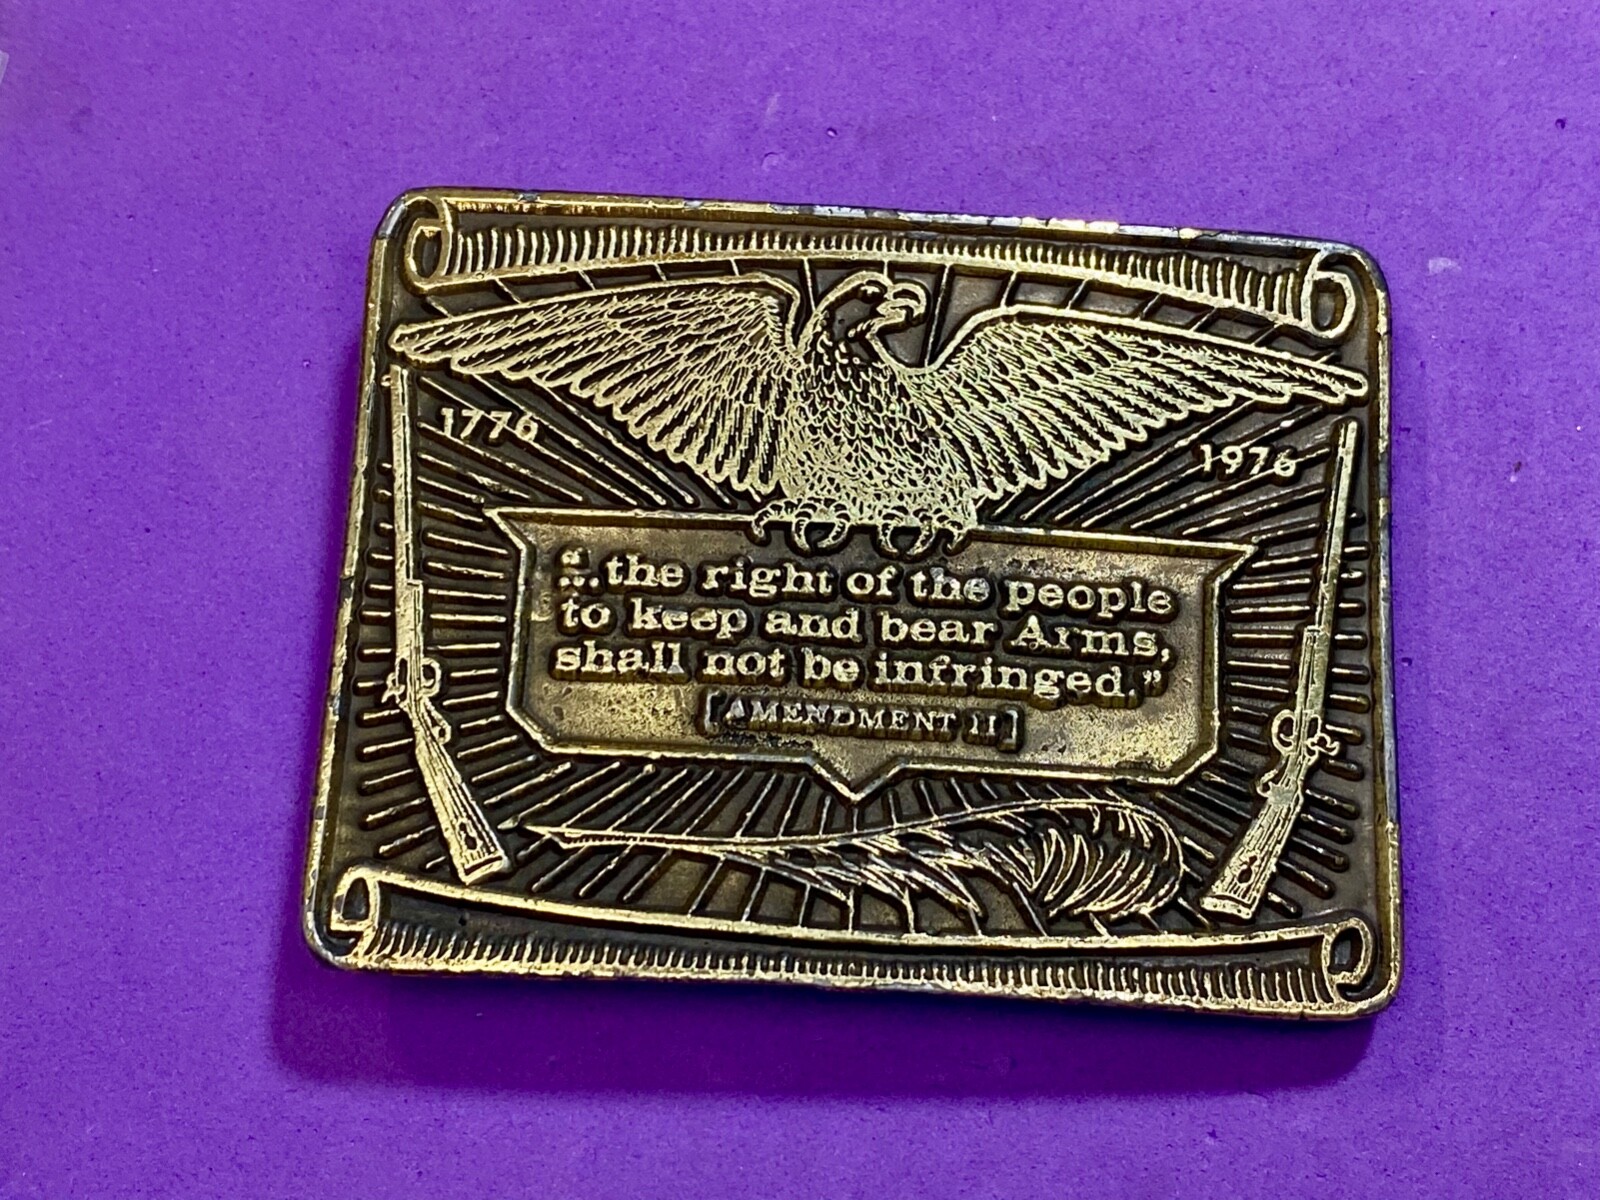 1776
1976
“...the right of the people
to keep and bear Arms,
shall not be infringed.”
[AMENDMENT II]